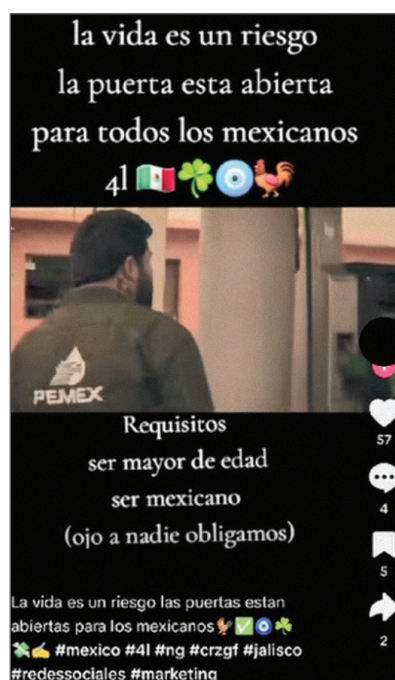 la vida es un riesgo
la puerta esta abierta
para todos los mexicanos
4l 🇲🇽☘️🧿🐓
PEMEX
Requisitos
ser mayor de edad
ser mexicano
(ojo a nadie obligamos)
57
4
5
2
La vida es un riesgo las puertas estan
abiertas para los mexicanos🐓✅🧿☘️
💸✍️ #mexico #4l #ng #crzgf #jalisco
#redessociales #marketing